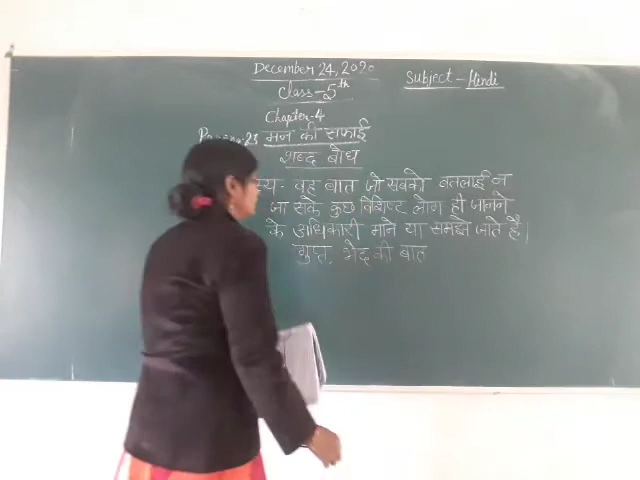 December 24, 2020
Subject - Hindi
Class - 5th
Chapter-4
23 मन की सफाई
शब्द बोध
स्य - वह बात जो सबको बतलाई न
जा सके कुछ विशिष्ट लोग ही जानने
के अधिकारी माने या समझे जाते है|
गुप्त, भेद की बात